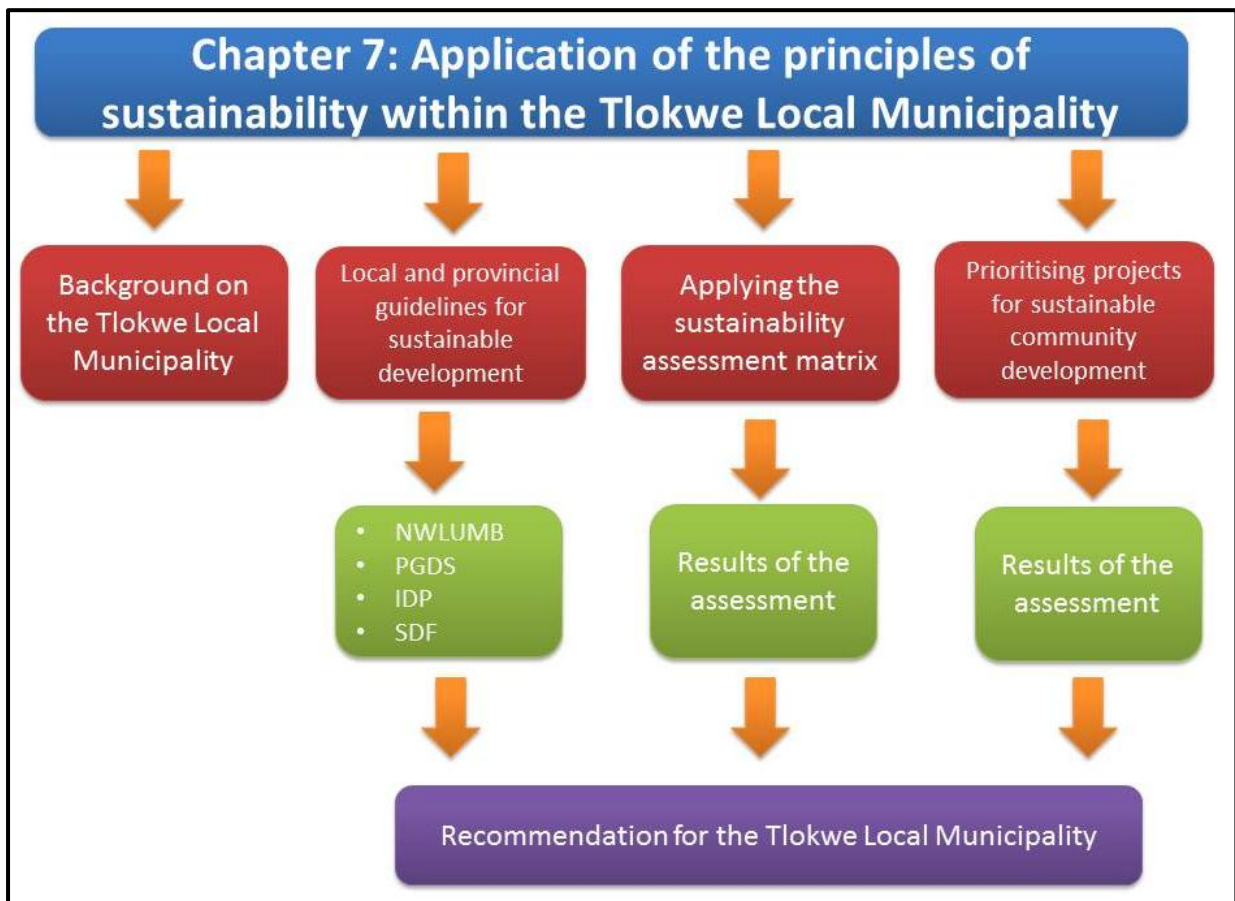 Chapter 7: Application of the principles of
sustainability within the Tlokwe Local Municipality
Background on
the Tlokwe Local
Municipality
Local and provincial
guidelines for
sustainable
development
Applying the
sustainability
assessment matrix
Prioritising projects
for sustainable
community
development
• NWLUMB
• PGDS
• IDP
• SDF
Results of the
assessment
Results of the
assessment
Recommendation for the Tlokwe Local Municipality